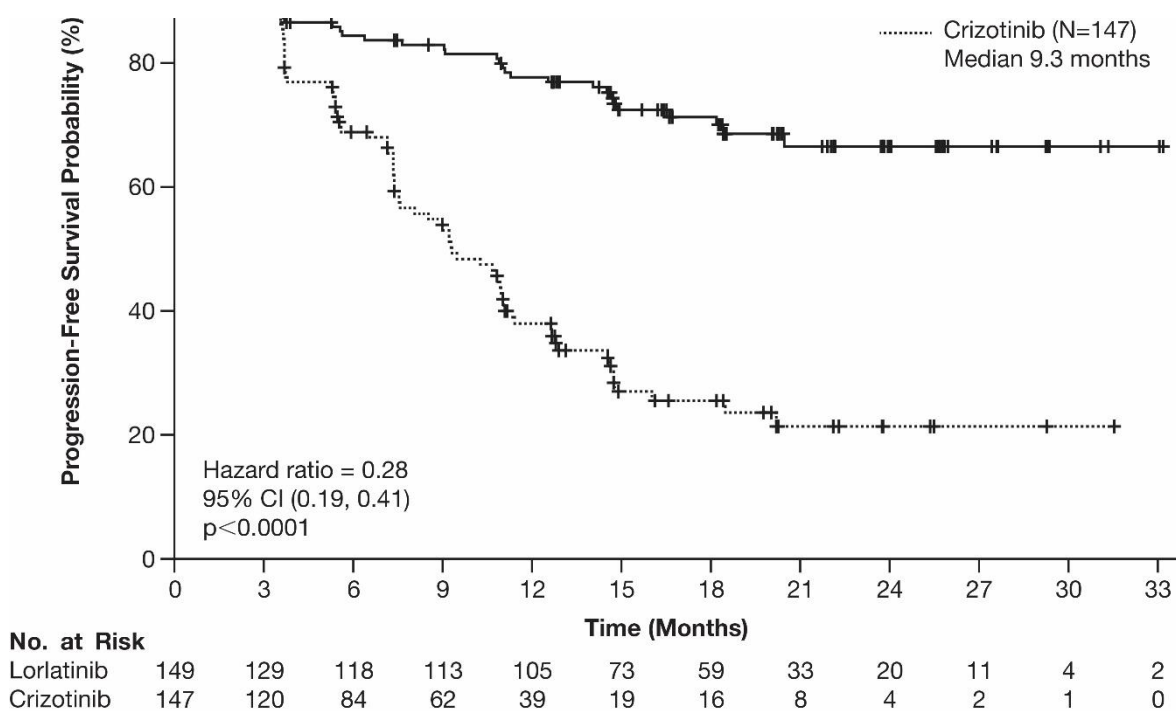 Crizotinib (N=147)
Median 9.3 months
Progression-Free Survival Probability (%)
80
60
40
20
0
Hazard ratio = 0.28
95% CI (0.19, 0.41)
p<0.0001
0 3 6 9 12 15 18 21 24 27 30 33
Time (Months)
No. at Risk
Lorlatinib 149 129 118 113 105 73 59 33 20 11 4 2
Crizotinib 147 120 84 62 39 19 16 8 4 2 1 0